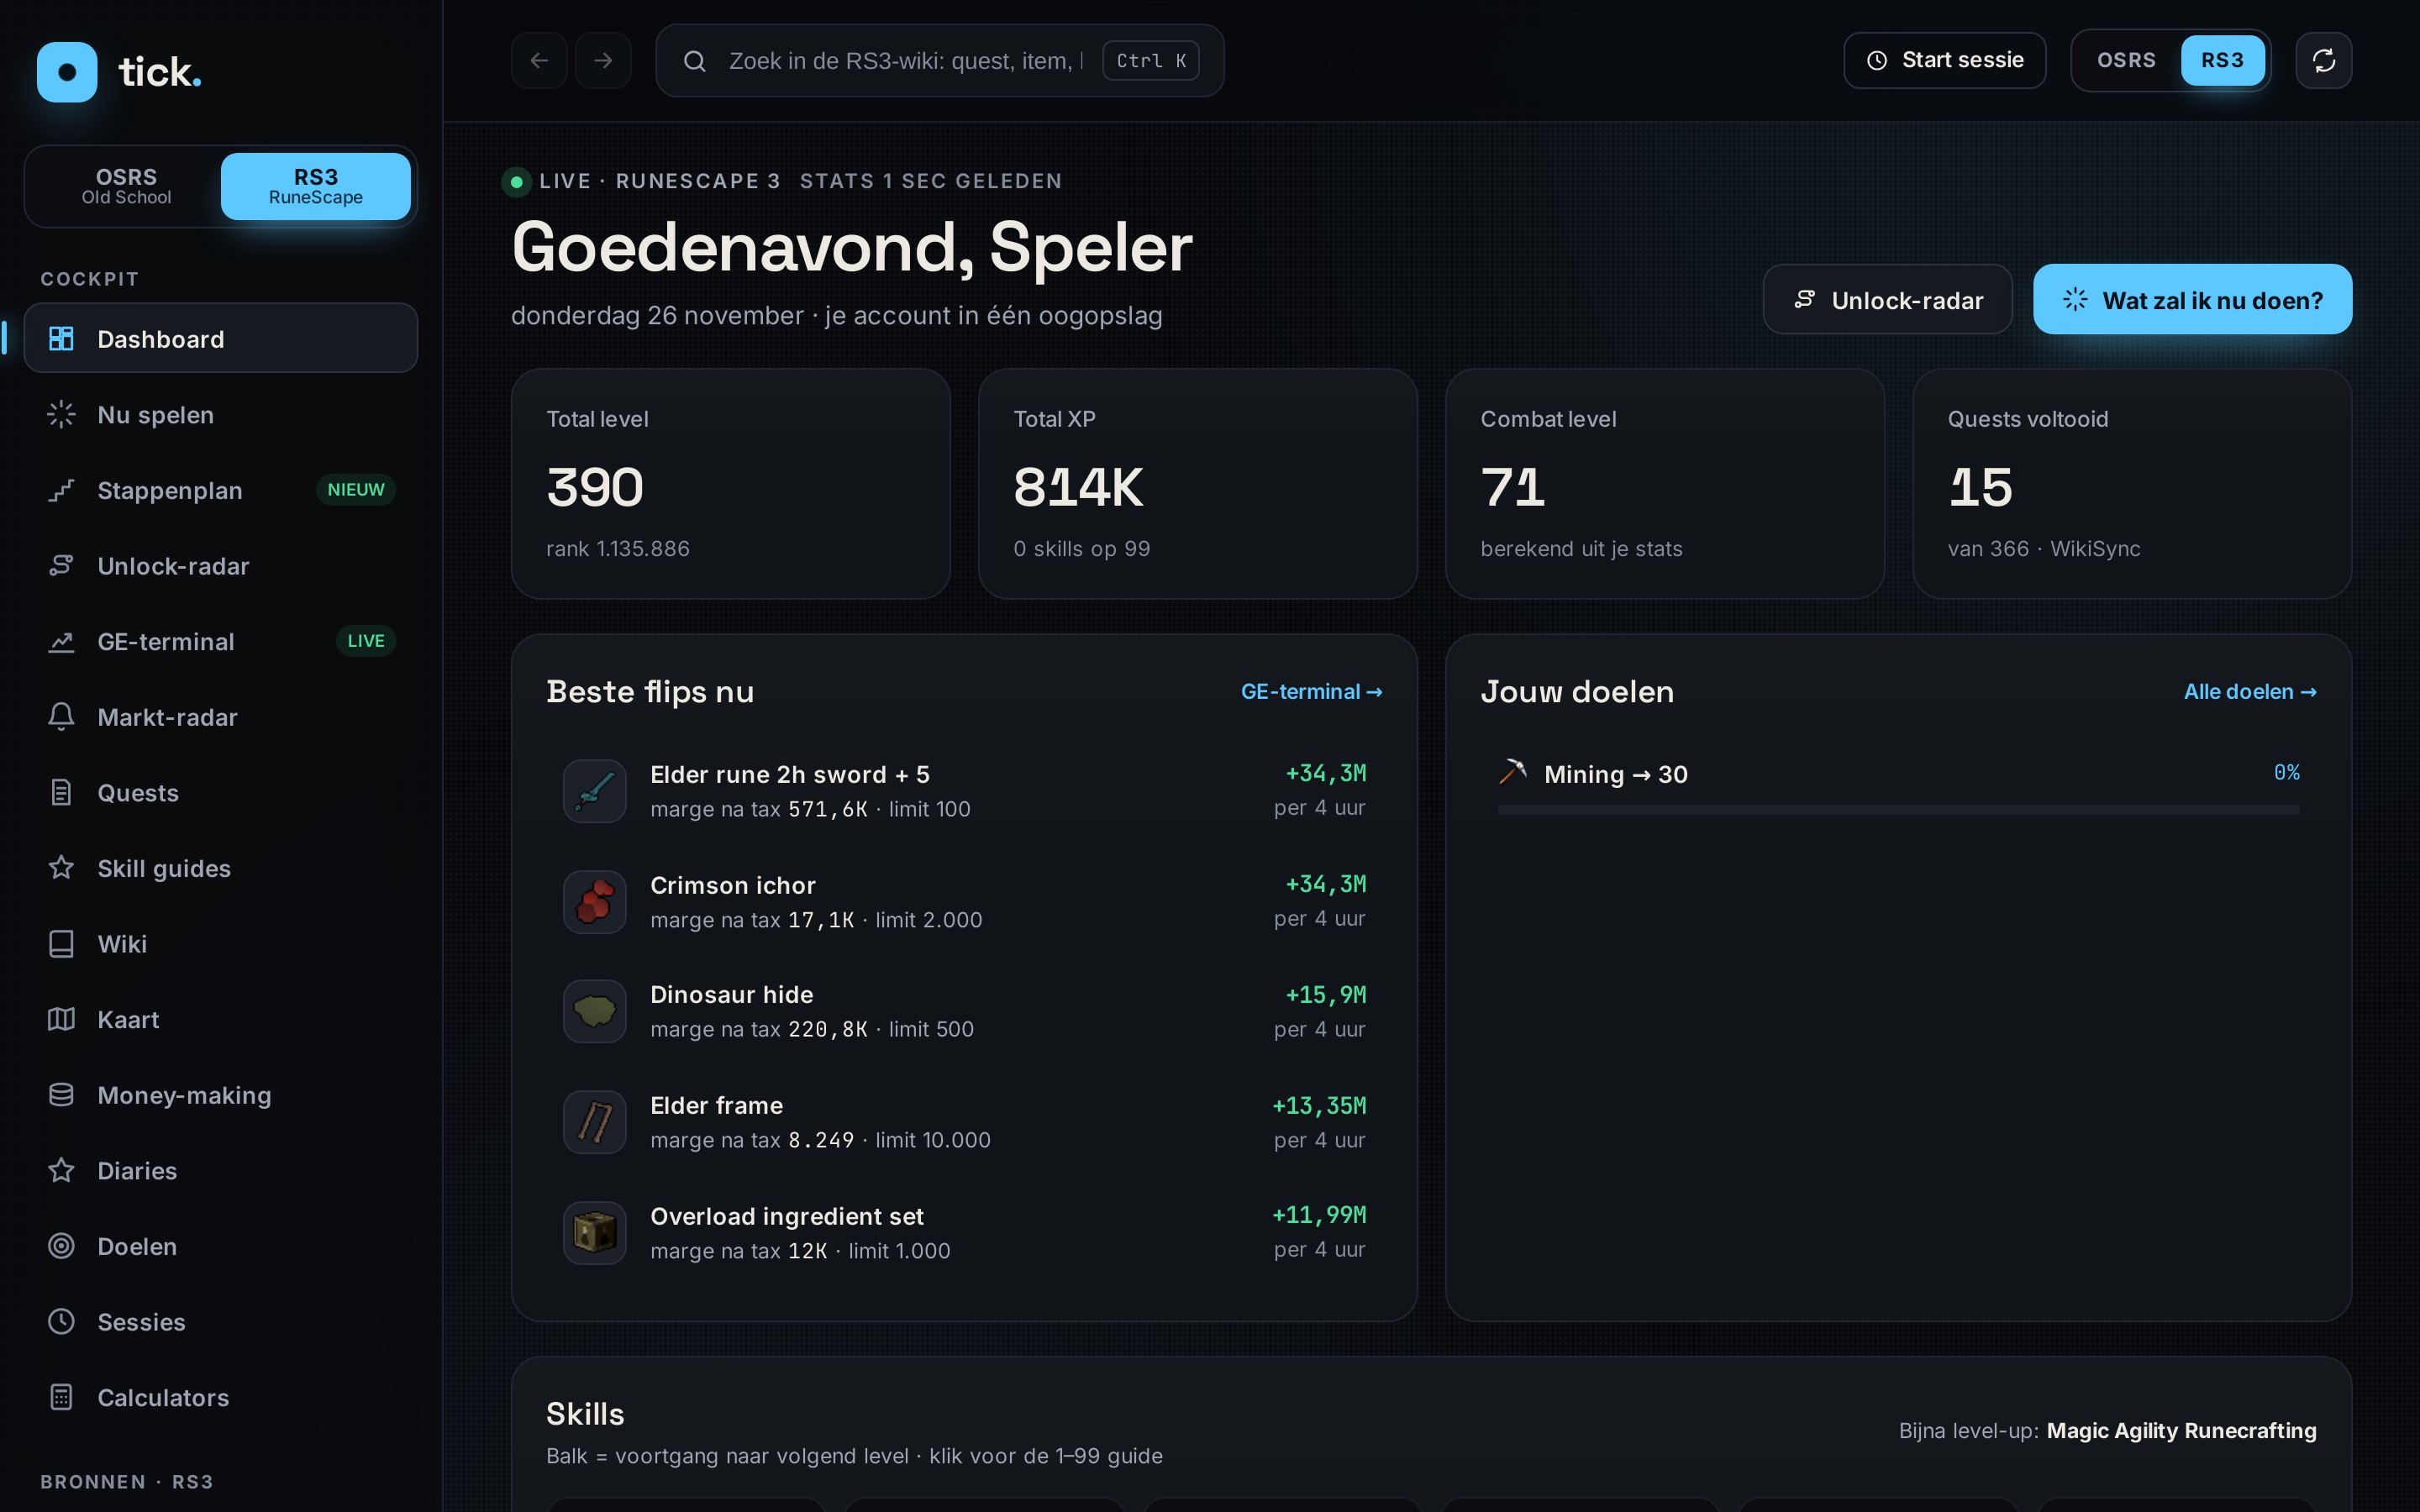 tick.
OSRS
Old School
RS3
RuneScape
COCKPIT
Dashboard
Nu spelen
Stappenplan NIEUW
Unlock-radar
GE-terminal LIVE
Markt-radar
Quests
Skill guides
Wiki
Kaart
Money-making
Diaries
Doelen
Sessies
Calculators
BRONNEN · RS3
Zoek in de RS3-wiki: quest, item, Ctrl K
Start sessie
OSRS RS3
LIVE · RUNESCAPE 3 STATS 1 SEC GELEDEN
Goedenavond, Speler
donderdag 26 november · je account in één oogopslag
Unlock-radar
Wat zal ik nu doen?
Total level
390
rank 1.135.886
Total XP
814K
0 skills op 99
Combat level
71
berekend uit je stats
Quests voltooid
15
van 366 · WikiSync
Beste flips nu GE-terminal →
Elder rune 2h sword + 5 +34,3M
marge na tax 571,6K · limit 100 per 4 uur
Crimson ichor +34,3M
marge na tax 17,1K · limit 2.000 per 4 uur
Dinosaur hide +15,9M
marge na tax 220,8K · limit 500 per 4 uur
Elder frame +13,35M
marge na tax 8.249 · limit 10.000 per 4 uur
Overload ingredient set +11,99M
marge na tax 12K · limit 1.000 per 4 uur
Jouw doelen Alle doelen →
Mining → 30 0%
Skills
Balk = voortgang naar volgend level · klik voor de 1–99 guide
Bijna level-up: Magic Agility Runecrafting